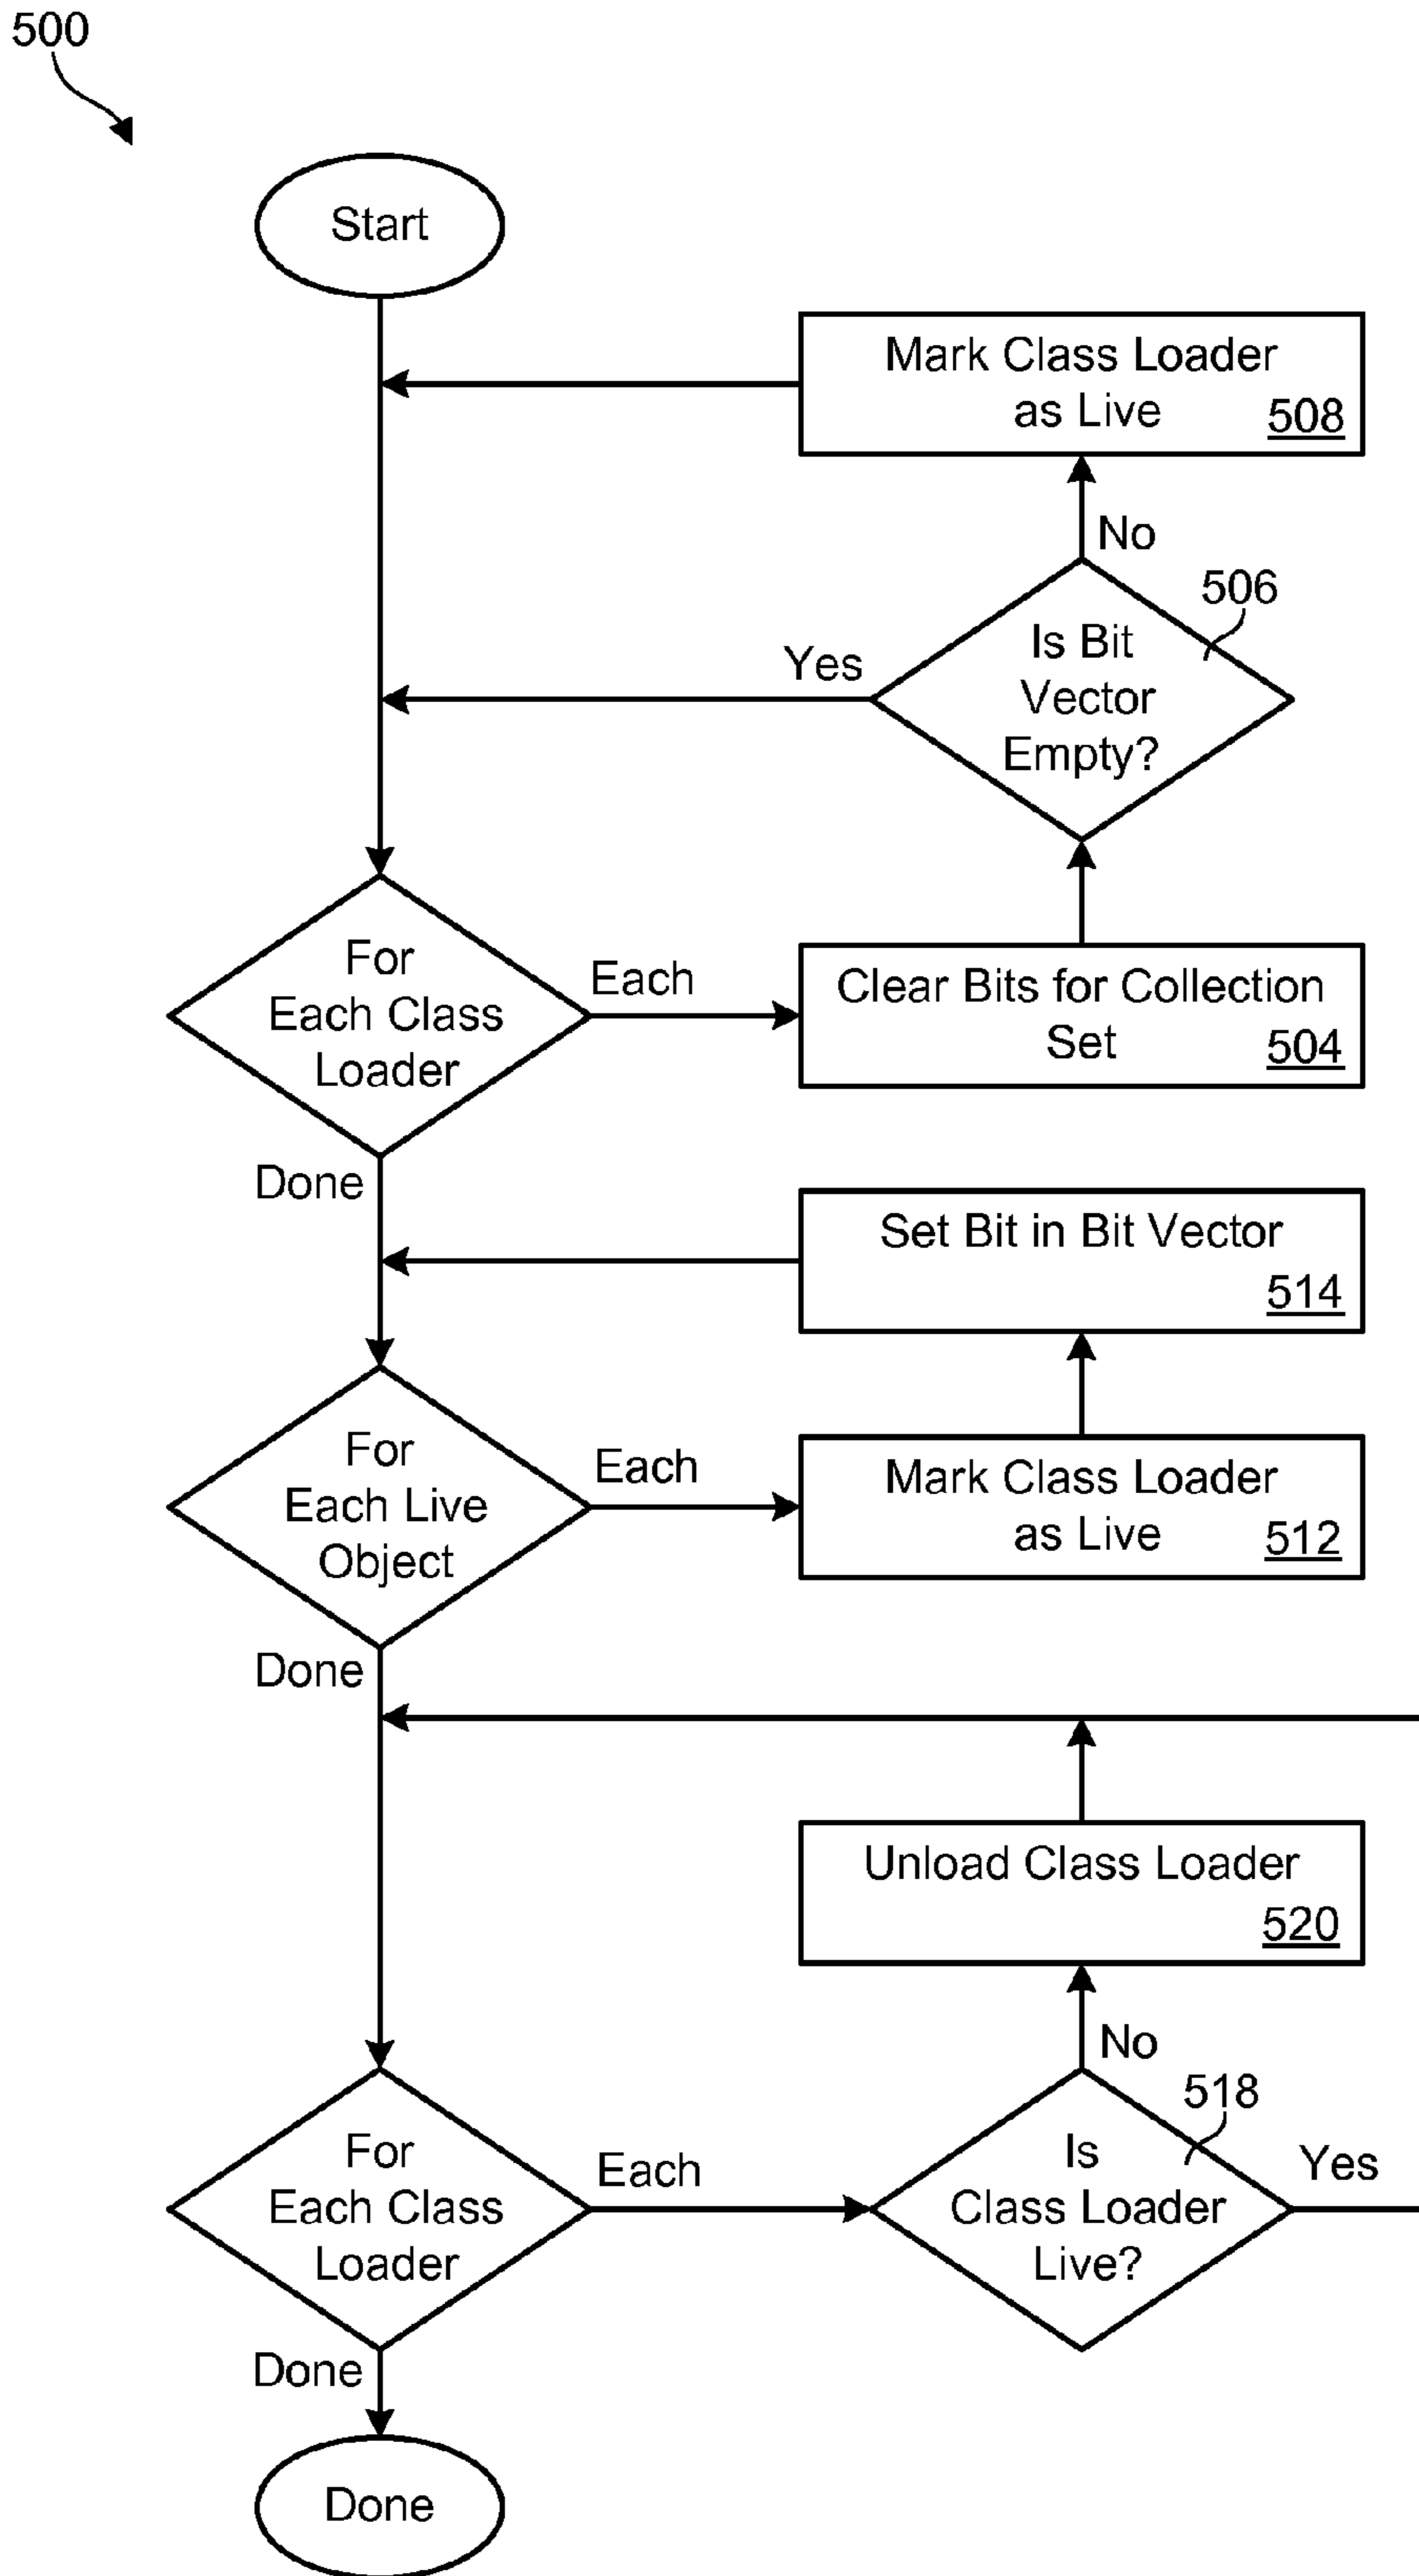 500
Start
Mark Class Loader
as Live
508
No
506
Is Bit
Vector
Empty?
Yes
For
Each Class
Loader
Each
Clear Bits for Collection
Set
504
Done
Set Bit in Bit Vector
514
For
Each Live
Object
Each
Mark Class Loader
as Live
512
Done
Unload Class Loader
520
No
518
For
Each Class
Loader
Each
Is
Class Loader
Live?
Yes
Done
Done